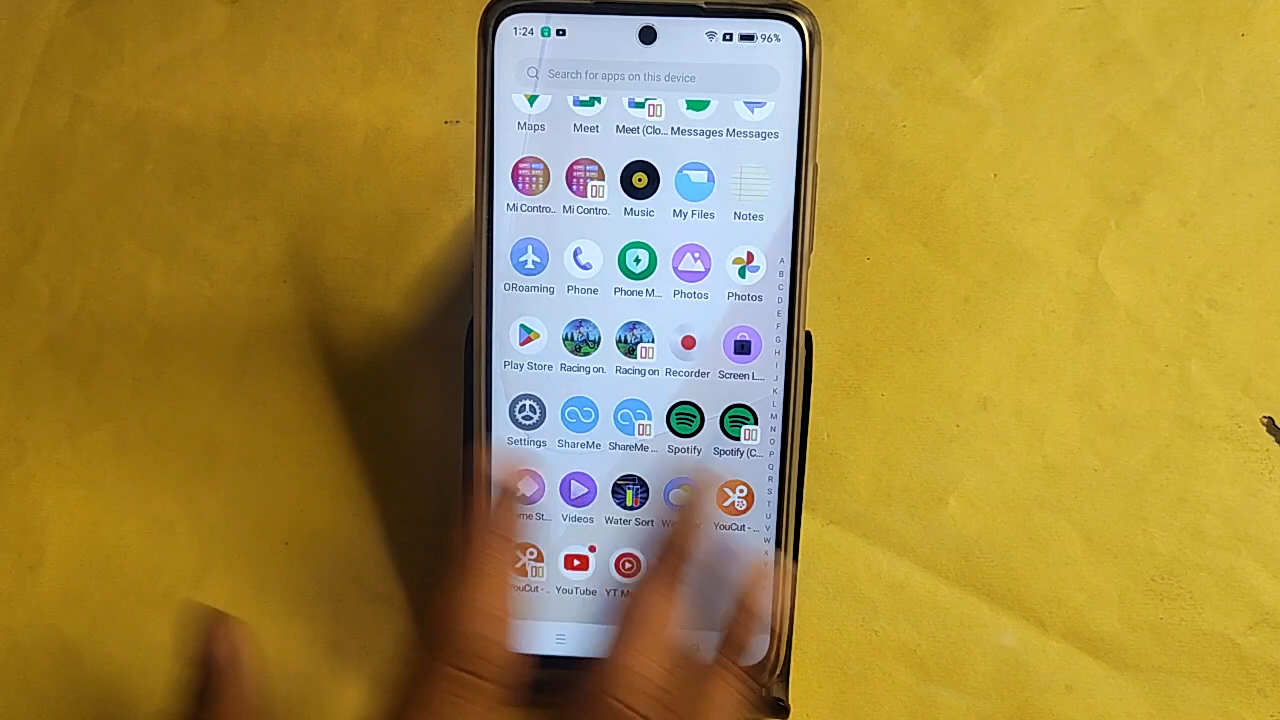 1:24 96%
Search for apps on this device
Maps Meet Meet (Clo... Messages Messages
Mi Contro.. Mi Contro. Music My Files Notes
ORoaming Phone Phone M... Photos Photos
Play Store Racing on. Racing on Recorder Screen L...
Settings ShareMe ShareMe ... Spotify Spotify (C...
Videos Water Sort YouCut - ...
YouTube
A
B
C
D
E
F
G
H
I
J
K
L
M
N
O
P
Q
R
S
T
U
V
W
X